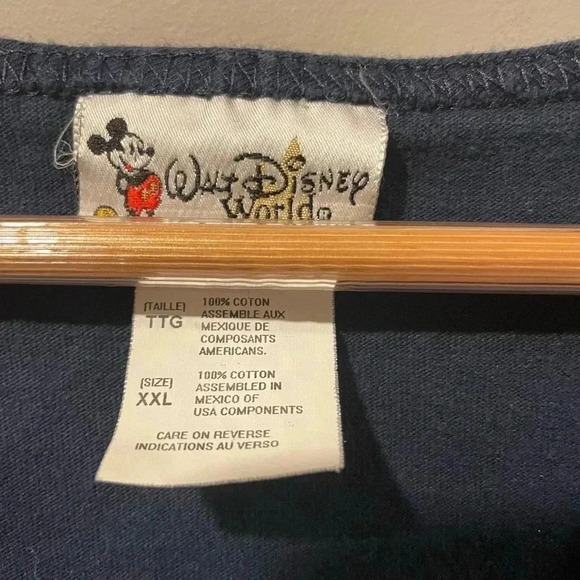 Walt Disney
World®
(TAILLE)
TTG
100% COTON
ASSEMBLE AUX
MEXIQUE DE
COMPOSANTS
AMERICANS.
(SIZE)
XXL
100% COTTON
ASSEMBLED IN
MEXICO OF
USA COMPONENTS
CARE ON REVERSE
INDICATIONS AU VERSO